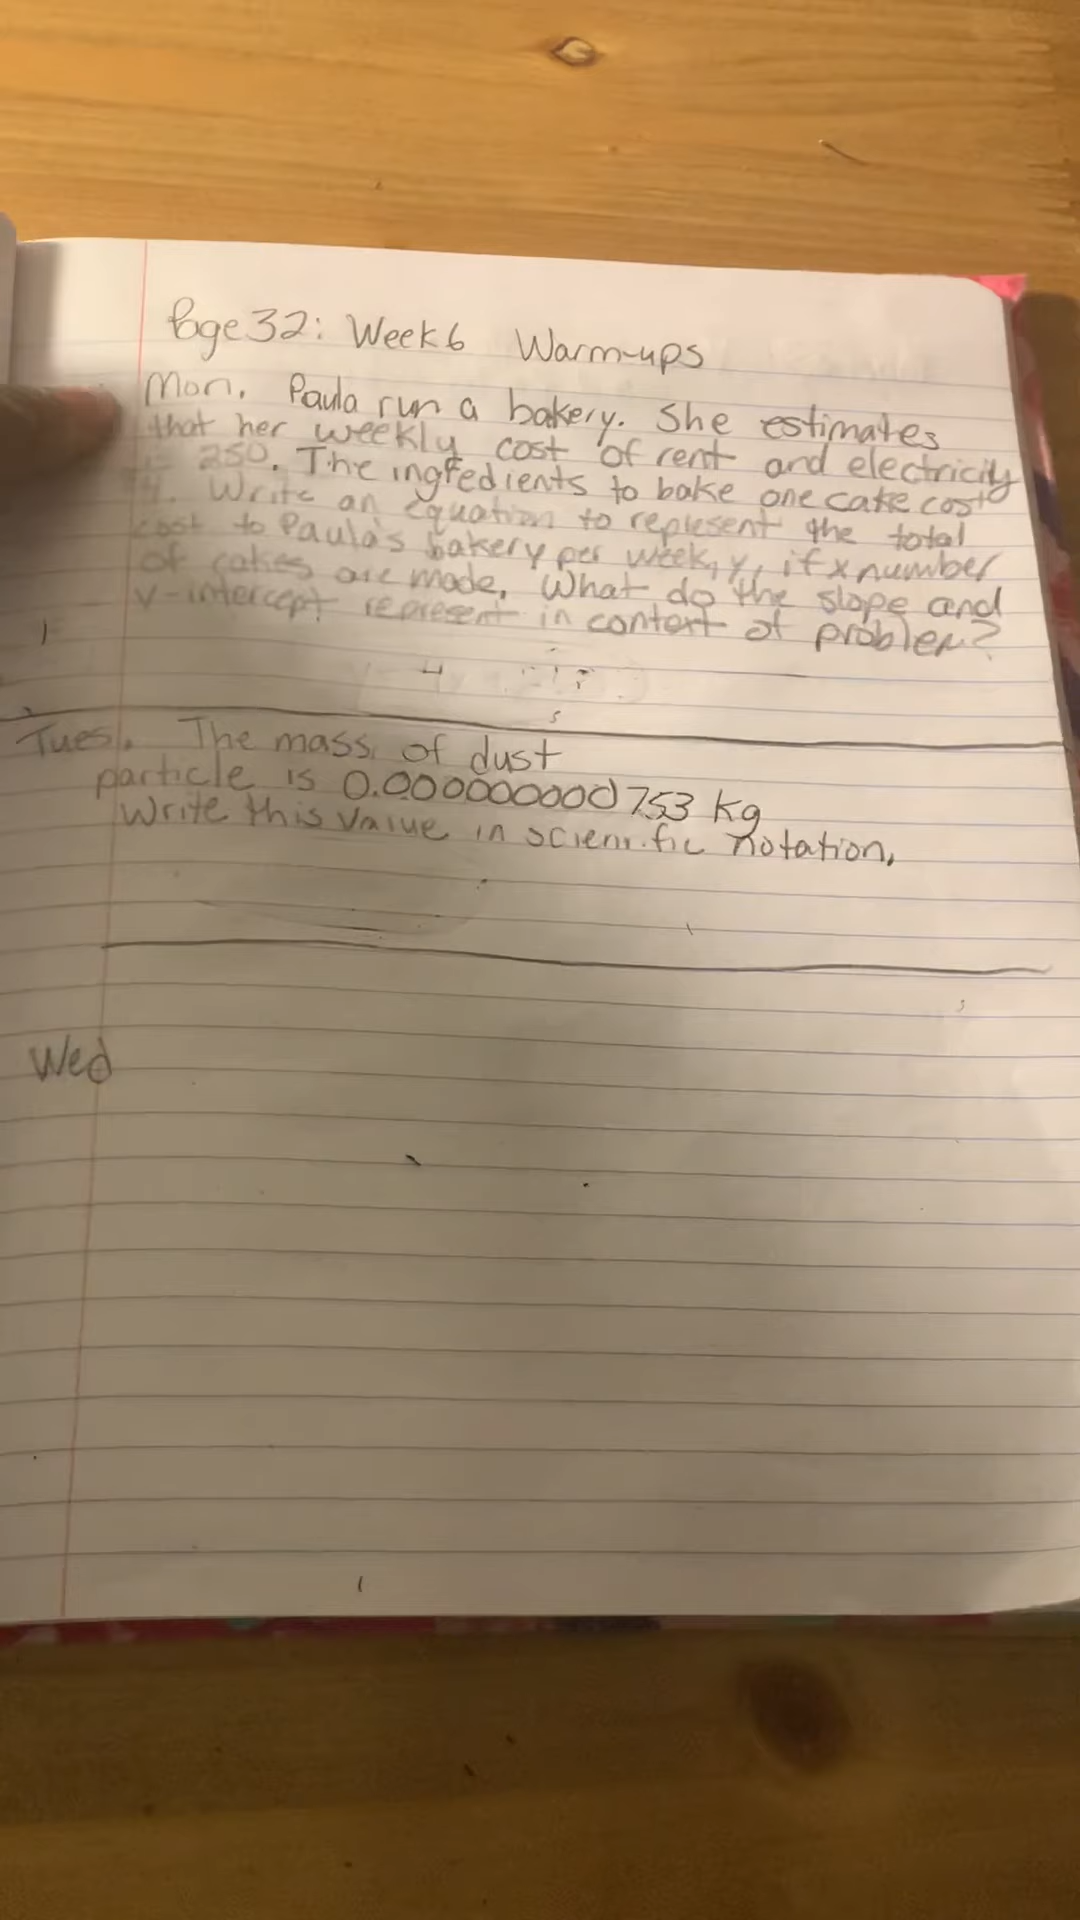 Page 32: Week 6 Warm-ups
Mon. Paula run a bakery. She estimates
that her weekly cost of rent and electricity
250. The ingredients to bake one cake cost
4. Write an equation to represent the total
cost to Paula's bakery per week, y, if x number
of cakes are made. What do the slope and
y-intercept represent in context of problem?
Tues. The mass of dust
particle is 0.000000000753 kg
Write this value in scientific notation.
Wed